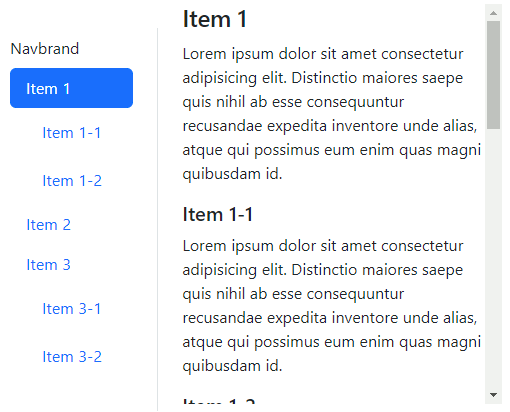 Navbrand
Item 1
Item 1-1
Item 1-2
Item 2
Item 3
Item 3-1
Item 3-2
Item 1
Lorem ipsum dolor sit amet consectetur
adipisicing elit. Distinctio maiores saepe
quis nihil ab esse consequuntur
recusandae expedita inventore unde alias,
atque qui possimus eum enim quas magni
quibusdam id.
Item 1-1
Lorem ipsum dolor sit amet consectetur
adipisicing elit. Distinctio maiores saepe
quis nihil ab esse consequuntur
recusandae expedita inventore unde alias,
atque qui possimus eum enim quas magni
quibusdam id.
Item 1-2